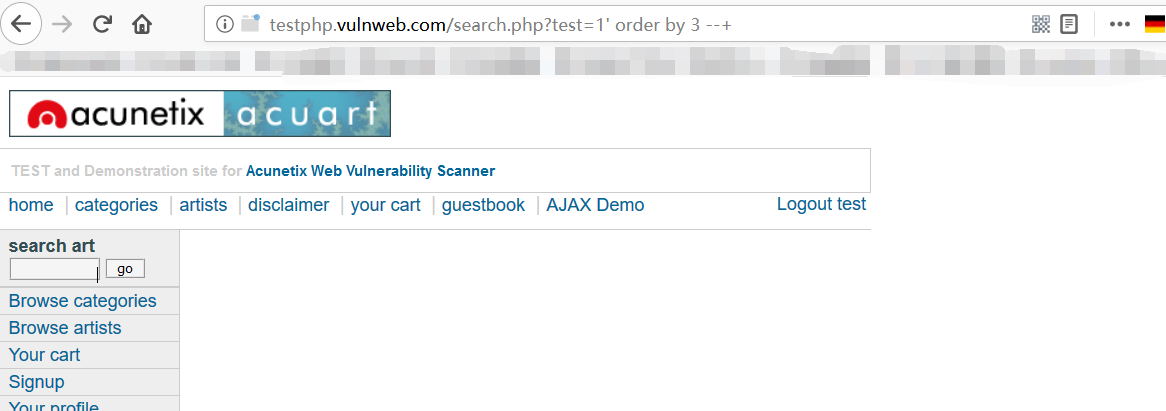 testphp.vulnweb.com/search.php?test=1' order by 3 --+
acunetix acuart
TEST and Demonstration site for Acunetix Web Vulnerability Scanner
home | categories | artists | disclaimer | your cart | guestbook | AJAX Demo Logout test
search art
go
Browse categories
Browse artists
Your cart
Signup
Your profile